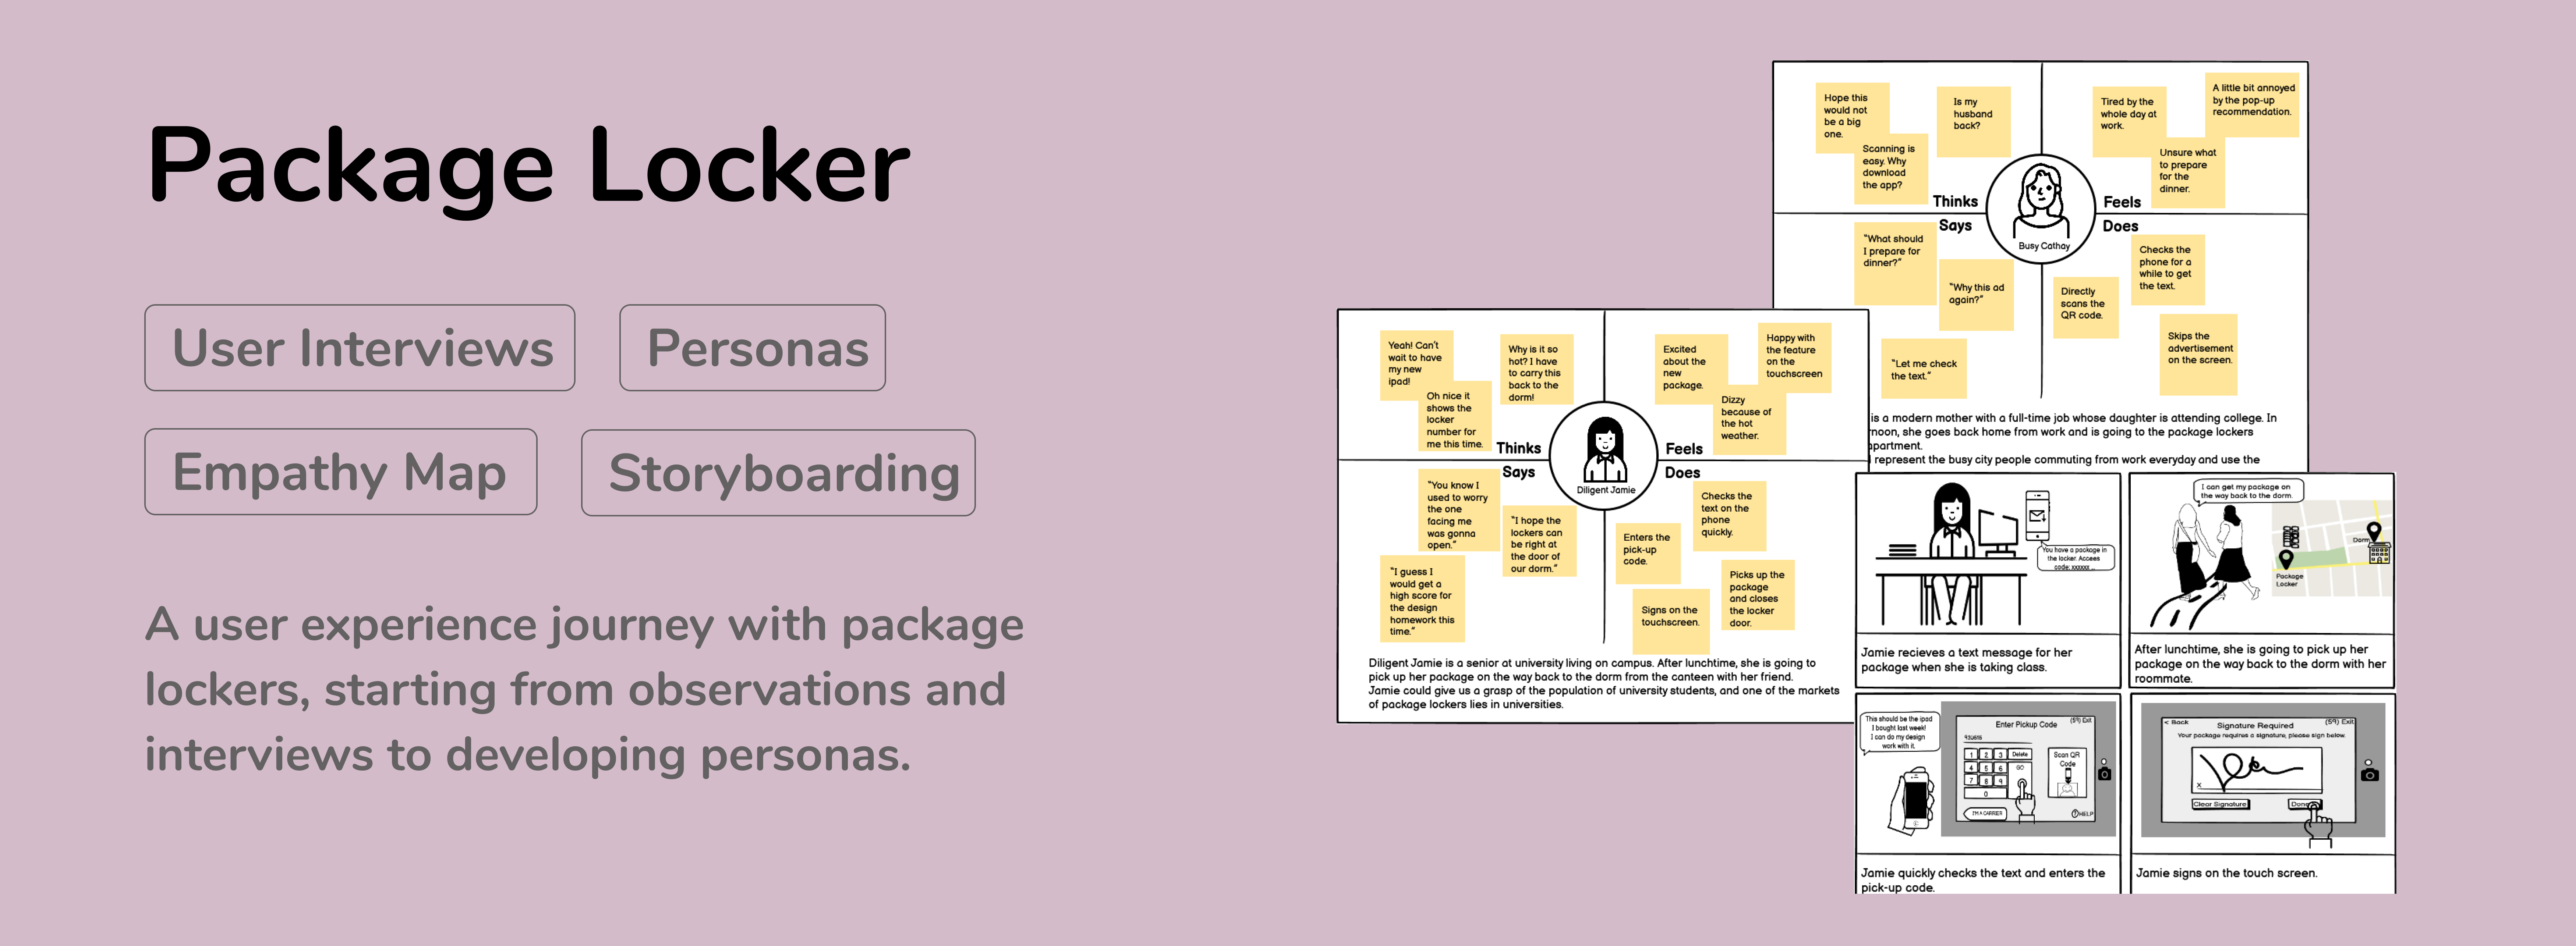 Package Locker
User Interviews
Personas
Empathy Map
Storyboarding
A user experience journey with package
lockers, starting from observations and
interviews to developing personas.
Hope this
would not
be a big
one.
Scanning is
easy. Why
download
the app?
Is my
husband
back?
Thinks
Tired by the
whole day at
work.
A little bit annoyed
by the pop-up
recommendation.
Unsure what
to prepare
for the
dinner.
Feels
Busy Cathay
Says
"What should
I prepare for
dinner?"
"Why this ad
again?"
"Let me check
the text."
Does
Checks the
phone for a
while to get
the text.
Directly
scans the
QR code.
Skips the
advertisement
on the screen.
is a modern mother with a full-time job whose daughter is attending college. In
she goes back home from work and is going to the package lockers
represent the busy city people commuting from work everyday and use the
Yeah! Can't
wait to have
my new
ipad!
Oh nice it
shows the
locker
number for
me this time.
Why is it so
hot? I have
to carry this
back to the
dorm!
Thinks
Excited
about the
new
package.
Happy with
the feature
on the
touchscreen
Dizzy
because of
the hot
weather.
Feels
Diligent Jamie
Says
"You know I
used to worry
the one
facing me
was gonna
open."
"I hope the
lockers can
be right at
the door of
our dorm."
"I guess I
would get a
high score for
the design
homework this
time."
Does
Checks the
text on the
phone
quickly.
Enters the
pick-up
code.
Picks up the
package
and closes
the locker
door.
Signs on the
touchscreen.
Diligent Jamie is a senior at university living on campus. After lunchtime, she is going to
pick up her package on the way back to the dorm from the canteen with her friend.
Jamie could give us a grasp of the population of university students, and one of the markets
of package lockers lies in universities.
You have a package in
the locker. Access
code: xxxxxx ...
Jamie recieves a text message for her
package when she is taking class.
I can get my package on
the way back to the dorm.
Dorm
Package
Locker
After lunchtime, she is going to pick up her
package on the way back to the dorm with her
roommate.
This should be the ipad
I bought last week!
I can do my design
work with it.
Enter Pickup Code
(59) Exit
1 2 3 Delete
4 5 6 GO
7 8 9
0
Scan QR
Code
I'M A CARRIER
HELP
Jamie quickly checks the text and enters the
pick-up code.
< Back
Signature Required
(59) Exit
Your package requires a signature, please sign below.
x
Clear Signature
Done
Jamie signs on the touch screen.